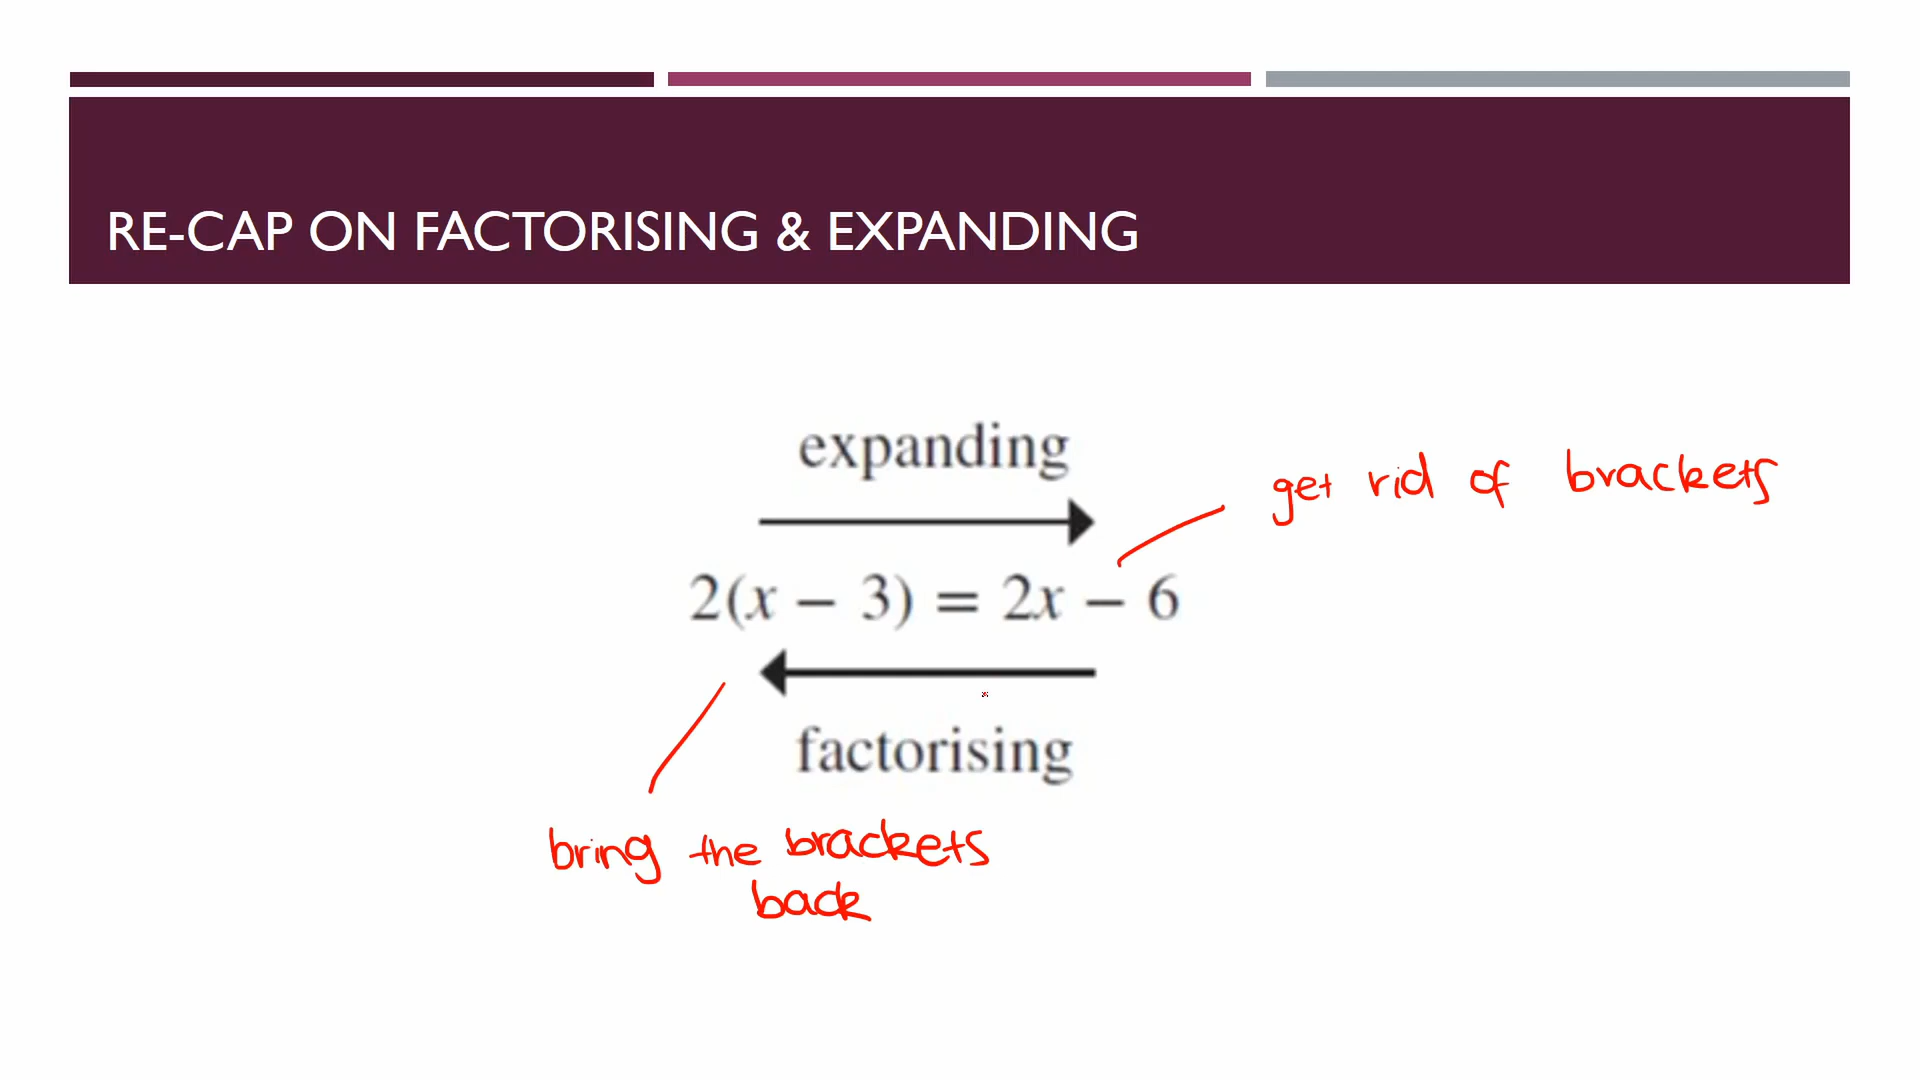 RE-CAP ON FACTORISING & EXPANDING
expanding
get rid of brackets
2(x − 3) = 2x − 6
factorising
bring the brackets
back